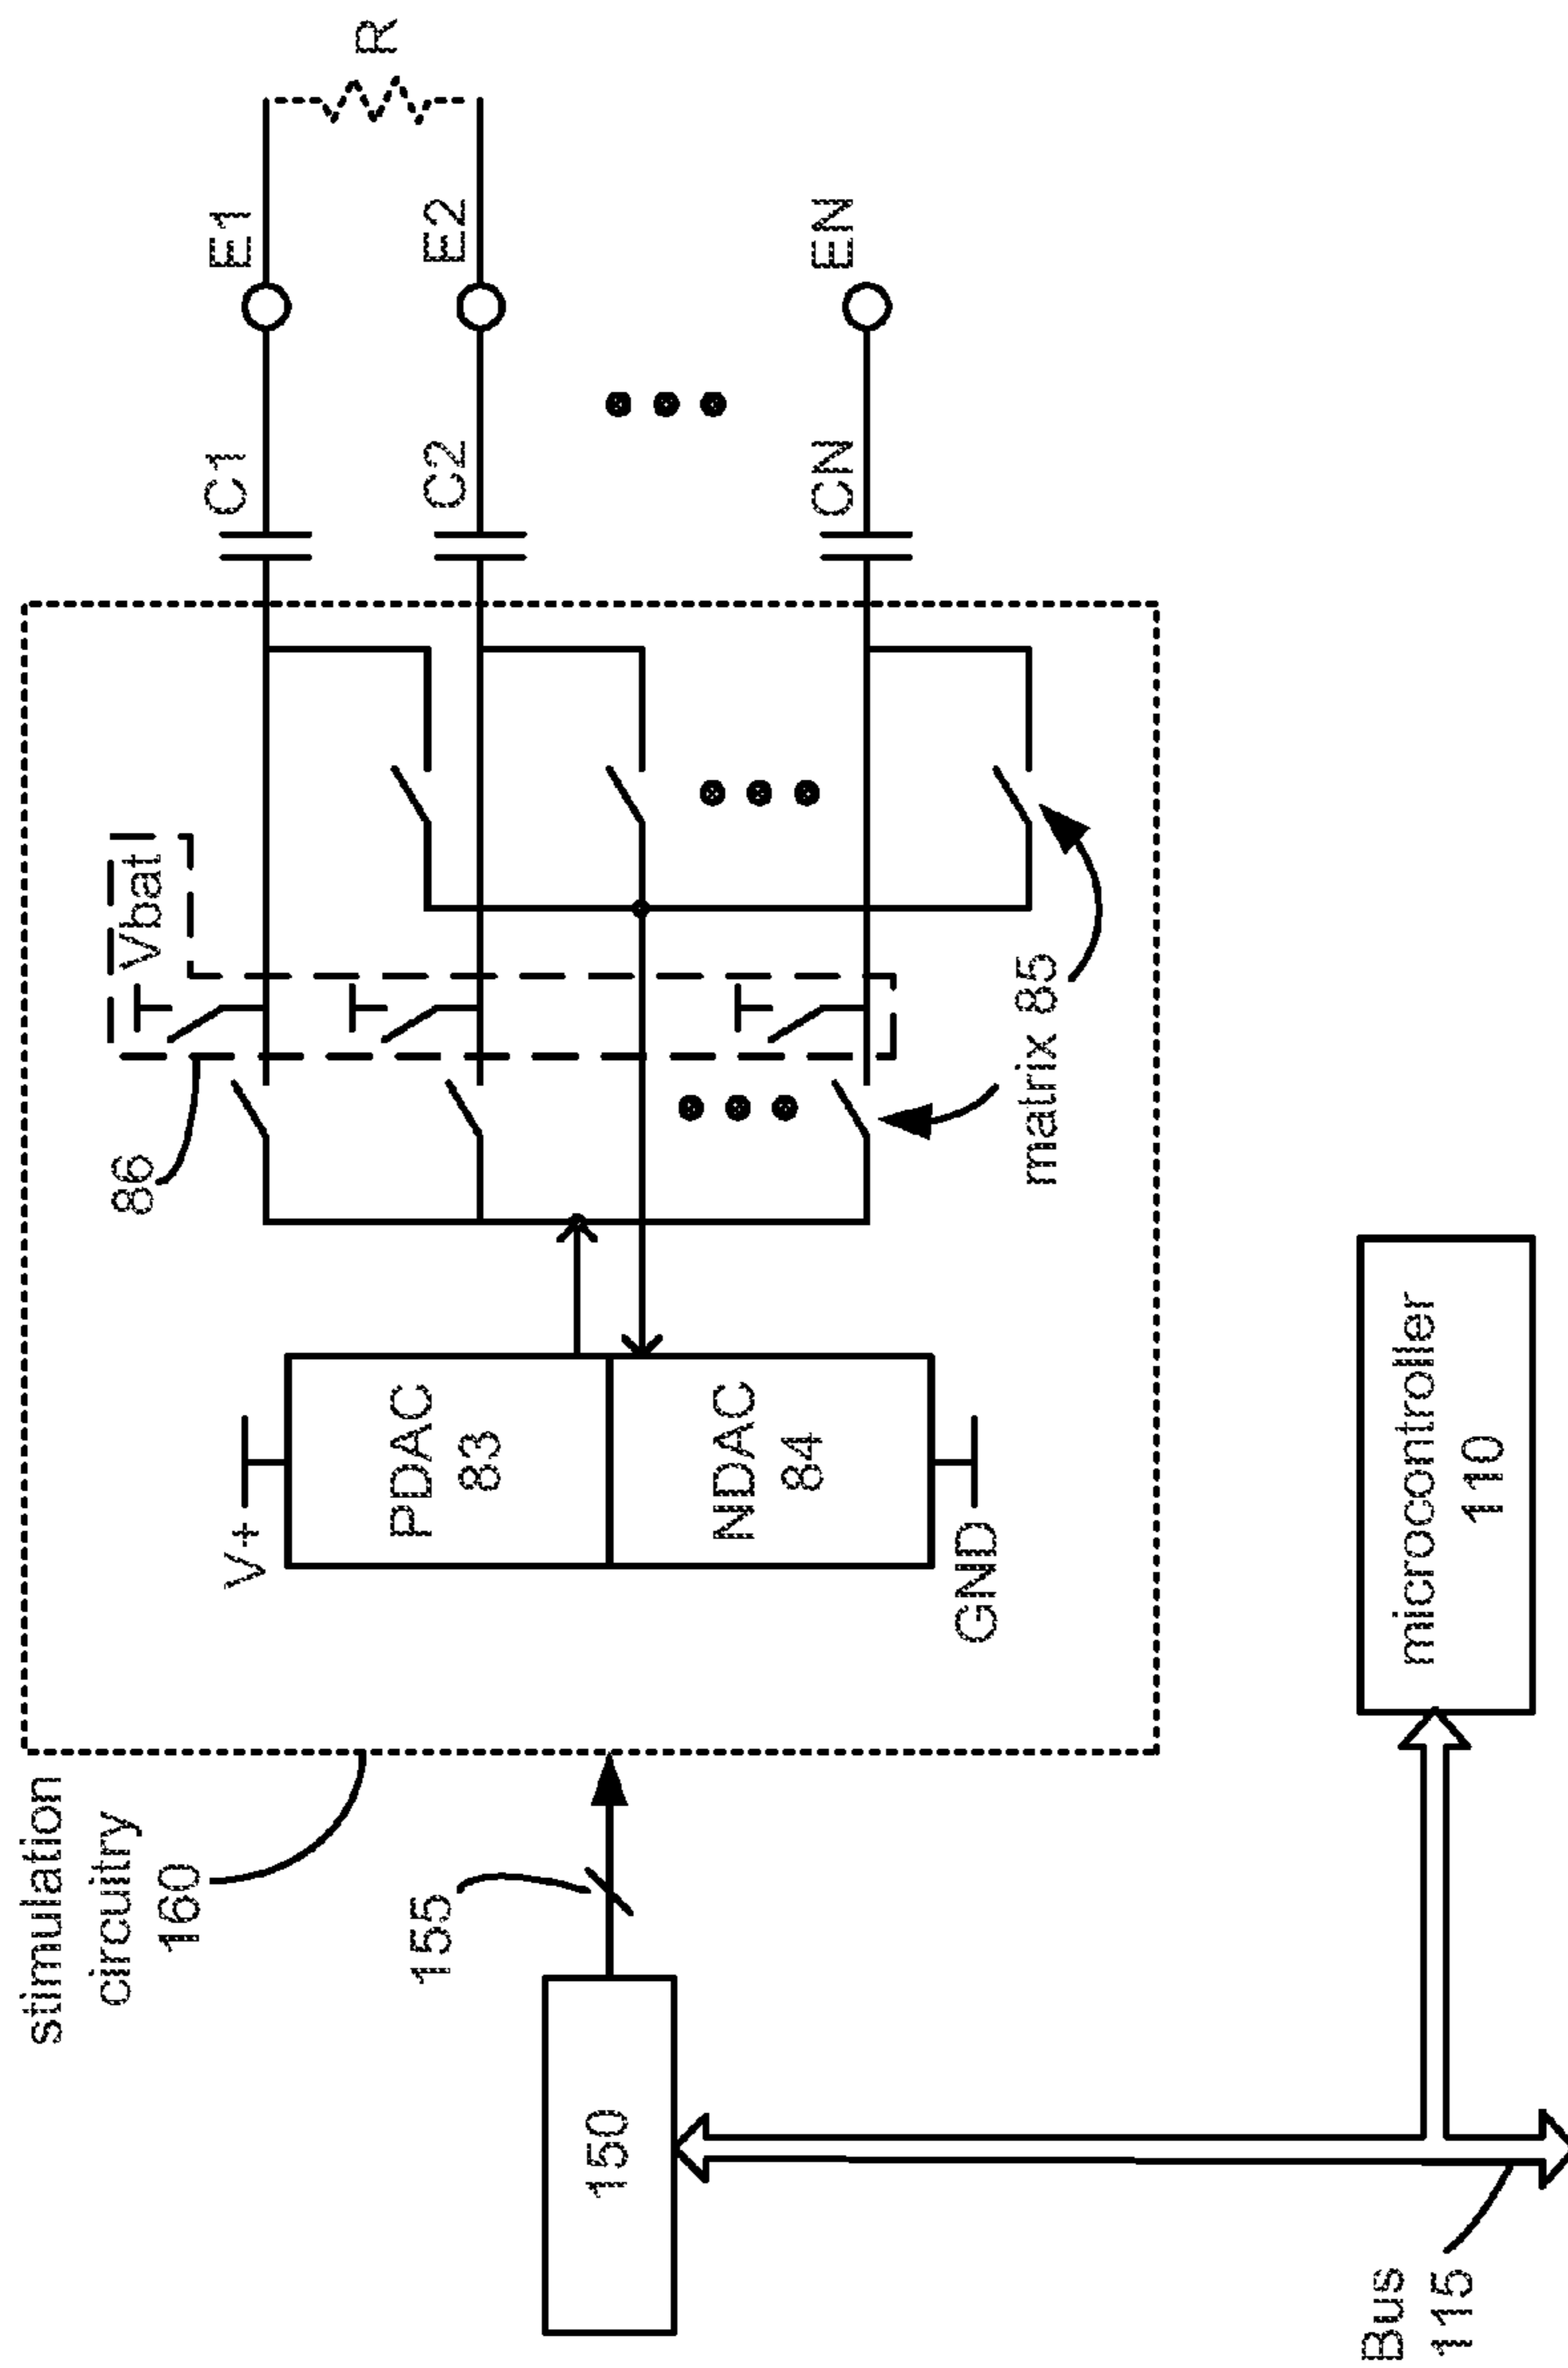 stimulation
circuitry
160
V+
PDAC
83
NDAC
84
GND
86
Vbat
matrix 85
C1
E1
C2
E2
CN
EN
R
155
150
microcontroller
110
Bus
115